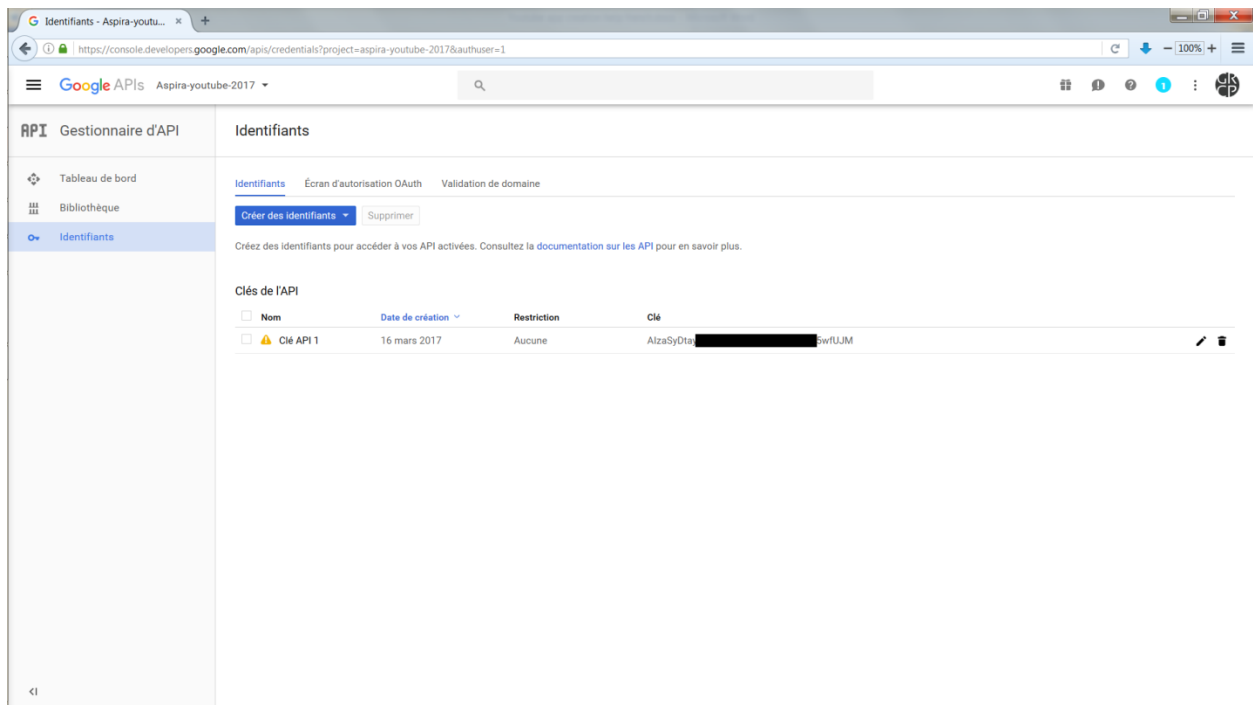 G Identifiants - Aspira-youtu... × +
https://console.developers.google.com/apis/credentials?project=aspira-youtube-2017&authuser=1
100%
Google APIs Aspira-youtube-2017
1
API Gestionnaire d'API
Identifiants
Tableau de bord
Bibliothèque
Identifiants
Identifiants Écran d'autorisation OAuth Validation de domaine
Créer des identifiants Supprimer
Créez des identifiants pour accéder à vos API activées. Consultez la documentation sur les API pour en savoir plus.
Clés de l'API
Nom Date de création Restriction Clé
Clé API 1 16 mars 2017 Aucune AIzaSyDtay 5wfUJM